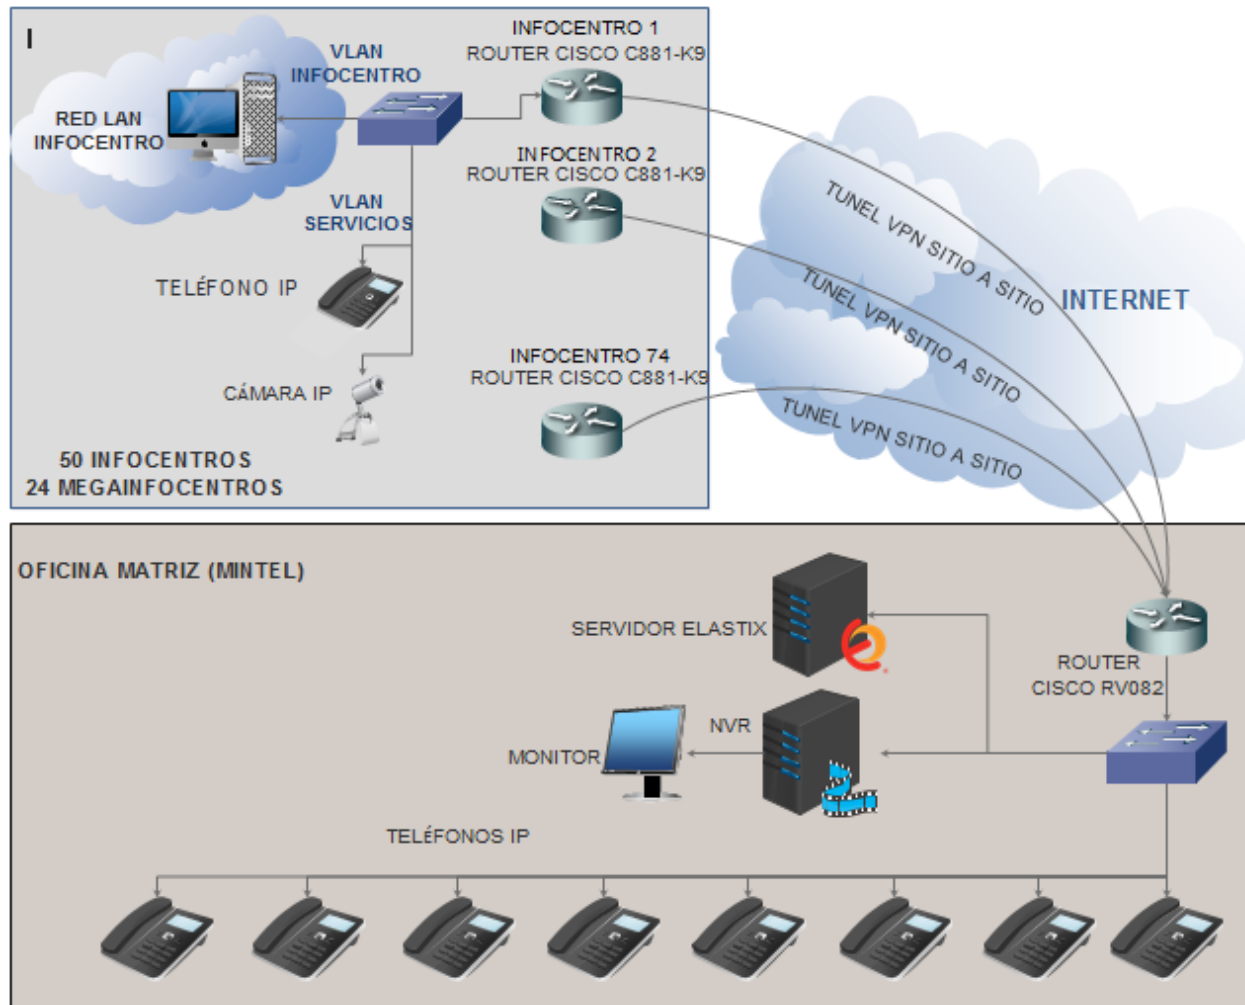 I
INFOCENTRO 1
ROUTER CISCO C881-K9
VLAN
INFOCENTRO
RED LAN
INFOCENTRO
INFOCENTRO 2
ROUTER CISCO C881-K9
VLAN
SERVICIOS
TELÉFONO IP
INFOCENTRO 74
ROUTER CISCO C881-K9
CÁMARA IP
50 INFOCENTROS
24 MEGAINFOCENTROS
TUNEL VPN SITIO A SITIO
TUNEL VPN SITIO A SITIO
TUNEL VPN SITIO A SITIO
INTERNET
OFICINA MATRIZ (MINTEL)
SERVIDOR ELASTIX
ROUTER
CISCO RV082
NVR
MONITOR
TELÉFONOS IP